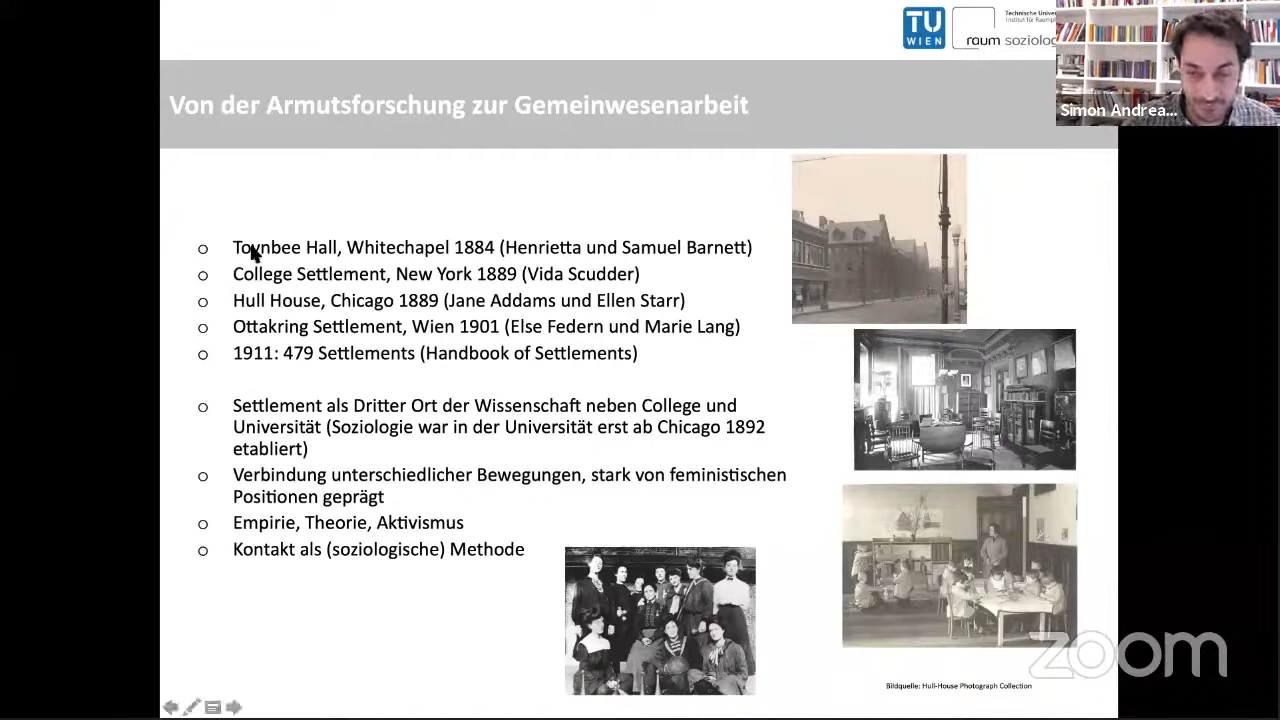 TU
WIEN
Technische
Institut für
raum soziolog
Simon Andrea...
Von der Armutsforschung zur Gemeinwesenarbeit
o Toynbee Hall, Whitechapel 1884 (Henrietta und Samuel Barnett)
o College Settlement, New York 1889 (Vida Scudder)
o Hull House, Chicago 1889 (Jane Addams und Ellen Starr)
o Ottakring Settlement, Wien 1901 (Else Federn und Marie Lang)
o 1911: 479 Settlements (Handbook of Settlements)
o Settlement als Dritter Ort der Wissenschaft neben College und
Universität (Soziologie war in der Universität erst ab Chicago 1892
etabliert)
o Verbindung unterschiedlicher Bewegungen, stark von feministischen
Positionen geprägt
o Empirie, Theorie, Aktivismus
o Kontakt als (soziologische) Methode
Bildquelle: Hull-House Photograph Collection
zoom